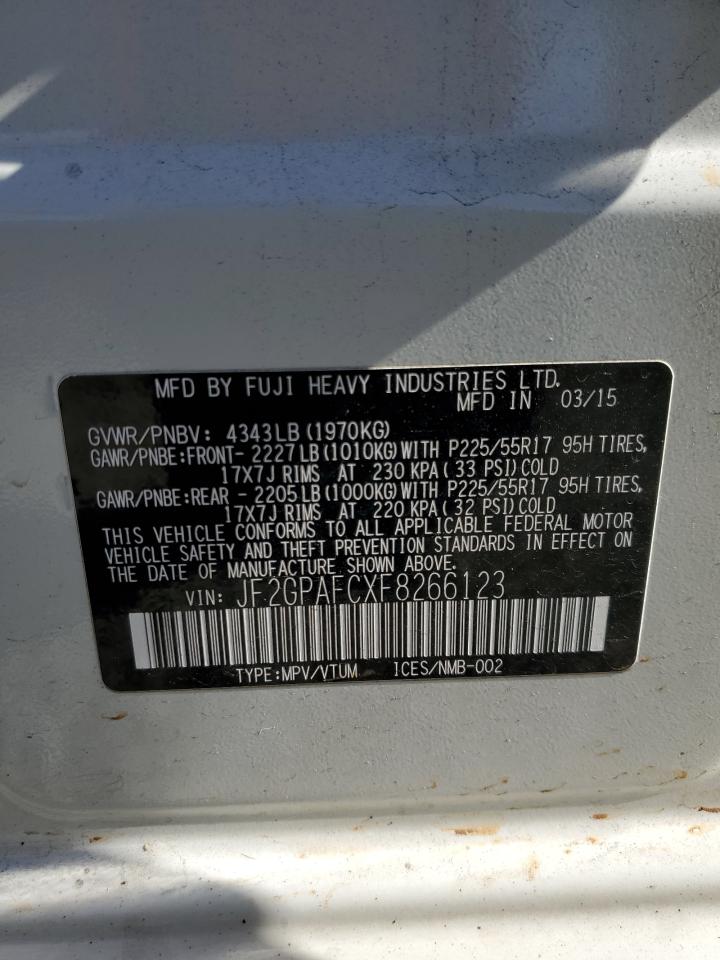 MFD BY FUJI HEAVY INDUSTRIES LTD.
MFD IN 03/15
GVWR/PNBV: 4343LB(1970KG)
GAWR/PNBE:FRONT- 2227LB(1010KG)WITH P225/55R17 95H TIRES,
17X7J RIMS AT 230 KPA(33 PSI)COLD
GAWR/PNBE:REAR - 2205LB(1000KG)WITH P225/55R17 95H TIRES,
17X7J RIMS AT 220 KPA(32 PSI)COLD
THIS VEHICLE CONFORMS TO ALL APPLICABLE FEDERAL MOTOR
VEHICLE SAFETY AND THEFT PREVENTION STANDARDS IN EFFECT ON
THE DATE OF MANUFACTURE SHOWN ABOVE.
VIN: JF2GPAFCXF8266123
TYPE:MPV/VTUM ICES/NMB-002